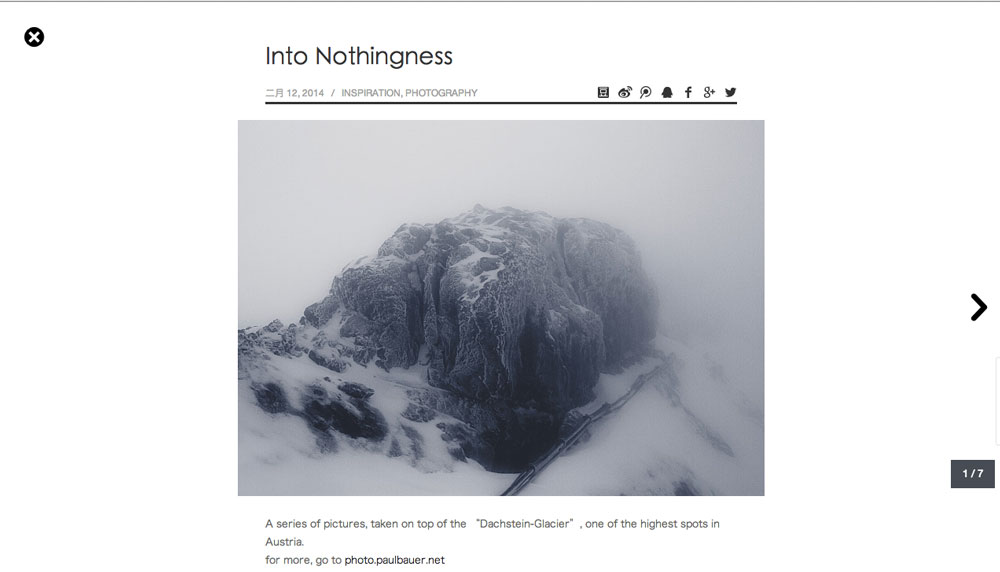 Into Nothingness
二月 12, 2014 / INSPIRATION, PHOTOGRAPHY
A series of pictures, taken on top of the “Dachstein-Glacier”, one of the highest spots in
Austria.
for more, go to photo.paulbauer.net
1 / 7